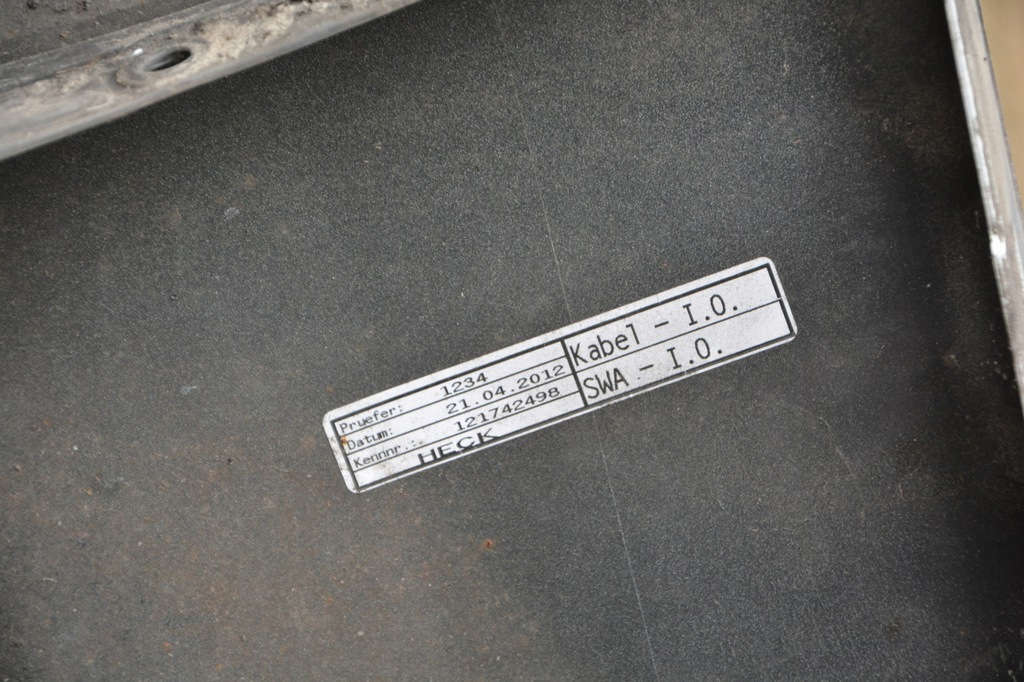 Pruefer: 1234
Datum: 21.04.2012
Kennnr.: 121742498
HECK
Kabel - I.O.
SWA - I.O.